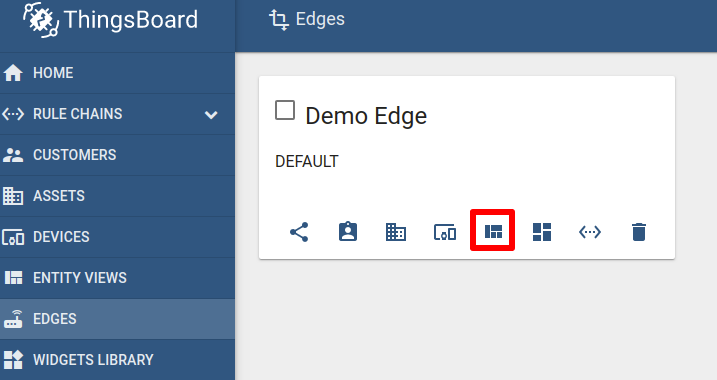 ThingsBoard
Edges
HOME
RULE CHAINS
CUSTOMERS
ASSETS
DEVICES
ENTITY VIEWS
EDGES
WIDGETS LIBRARY
Demo Edge
DEFAULT